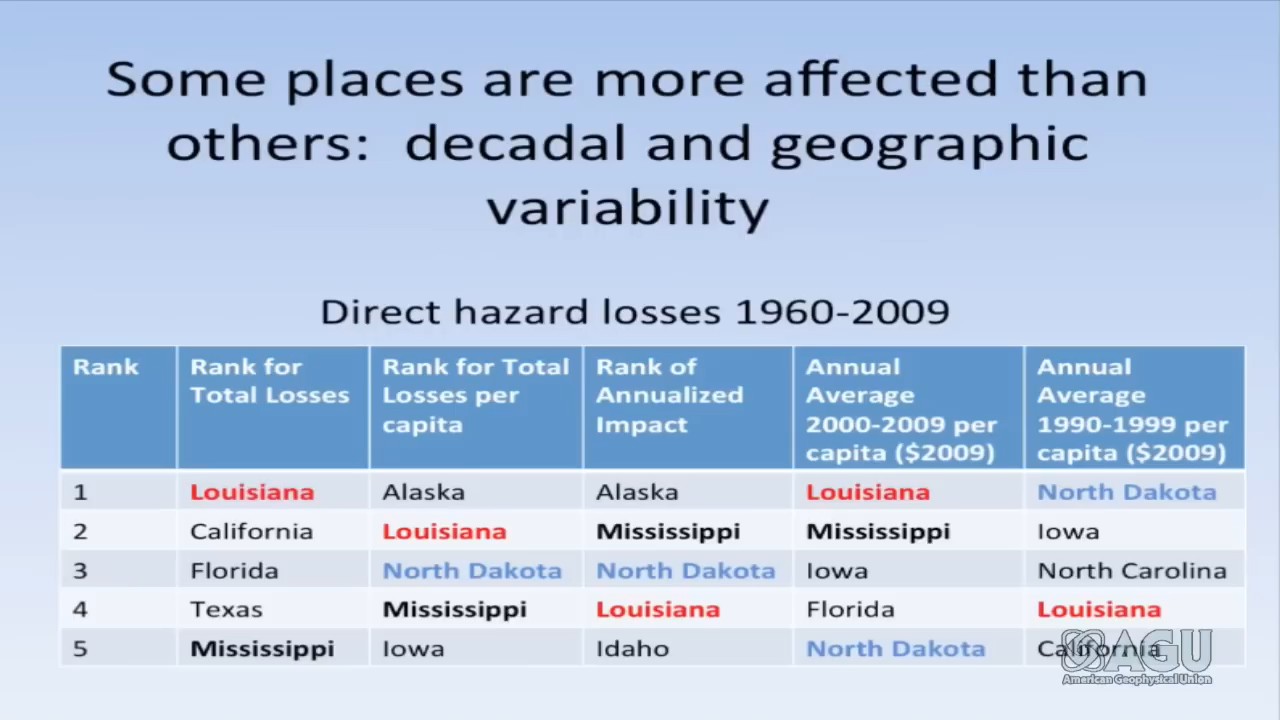 Some places are more affected than
others: decadal and geographic
variability
Direct hazard losses 1960-2009
Rank
Rank for
Total Losses
Rank for Total
Losses per
capita
Rank of
Annualized
Impact
Annual
Average
2000-2009 per
capita ($2009)
Annual
Average
1990-1999 per
capita ($2009)
1 Louisiana Alaska Alaska Louisiana North Dakota
2 California Louisiana Mississippi Mississippi Iowa
3 Florida North Dakota North Dakota Iowa North Carolina
4 Texas Mississippi Louisiana Florida Louisiana
5 Mississippi Iowa Idaho North Dakota California
AGU
American Geophysical Union